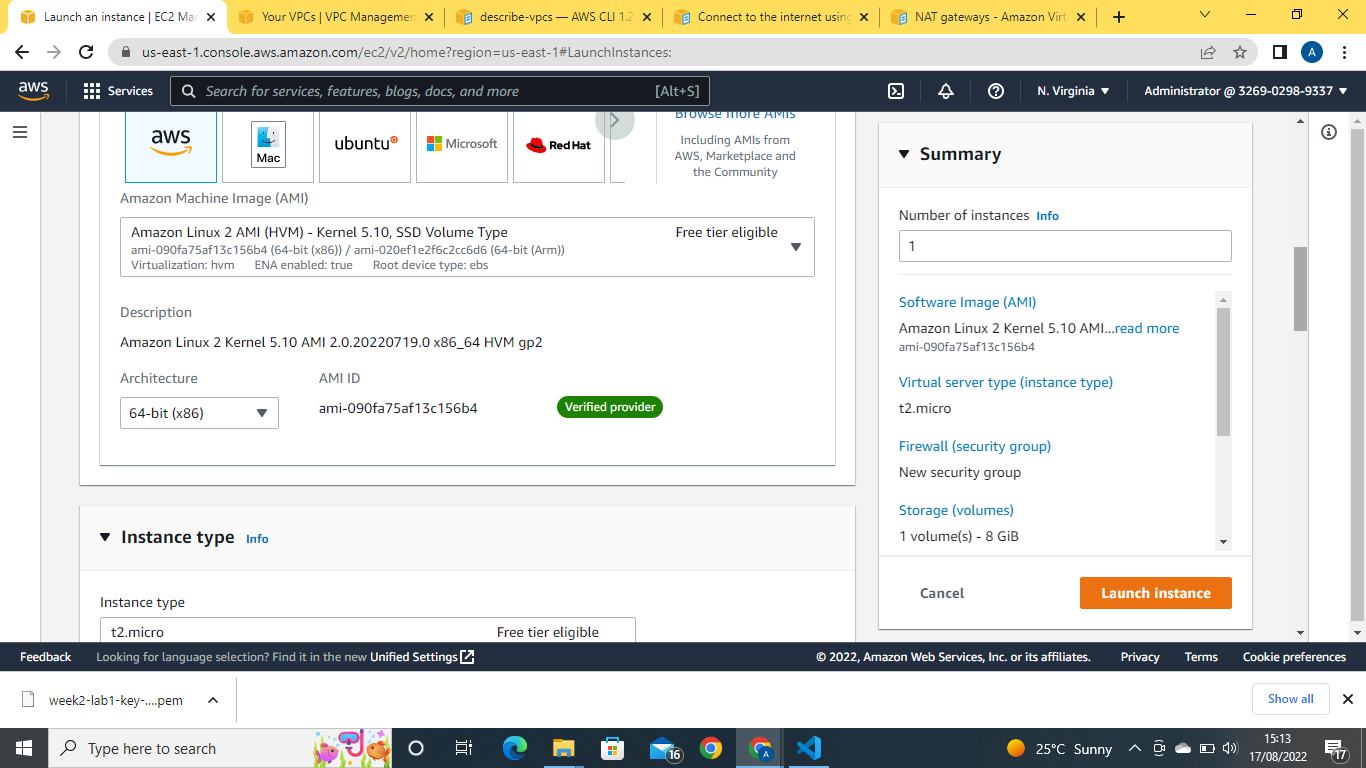 Launch an instance | EC2 Ma
Your VPCs | VPC Managemen
describe-vpcs — AWS CLI 1.2
Connect to the internet using
NAT gateways - Amazon Virt
us-east-1.console.aws.amazon.com/ec2/v2/home?region=us-east-1#LaunchInstances:
A
aws
Services
Search for services, features, blogs, docs, and more
[Alt+S]
N. Virginia
Administrator @ 3269-0298-9337
aws
Mac
ubuntu
Microsoft
Red Hat
Browse more AMIs
Including AMIs from
AWS, Marketplace and
the Community
Amazon Machine Image (AMI)
Amazon Linux 2 AMI (HVM) - Kernel 5.10, SSD Volume Type
Free tier eligible
ami-090fa75af13c156b4 (64-bit (x86)) / ami-020ef1e2f6c2cc6d6 (64-bit (Arm))
Virtualization: hvm ENA enabled: true Root device type: ebs
Description
Amazon Linux 2 Kernel 5.10 AMI 2.0.20220719.0 x86_64 HVM gp2
Architecture
AMI ID
64-bit (x86)
ami-090fa75af13c156b4
Verified provider
Instance type Info
Instance type
t2.micro
Free tier eligible
Summary
Number of instances Info
1
Software Image (AMI)
Amazon Linux 2 Kernel 5.10 AMI...read more
ami-090fa75af13c156b4
Virtual server type (instance type)
t2.micro
Firewall (security group)
New security group
Storage (volumes)
1 volume(s) - 8 GiB
Cancel
Launch instance
Feedback
Looking for language selection? Find it in the new Unified Settings
© 2022, Amazon Web Services, Inc. or its affiliates.
Privacy
Terms
Cookie preferences
week2-lab1-key-....pem
Show all
Type here to search
16
A
25°C Sunny
15:13
17/08/2022
17